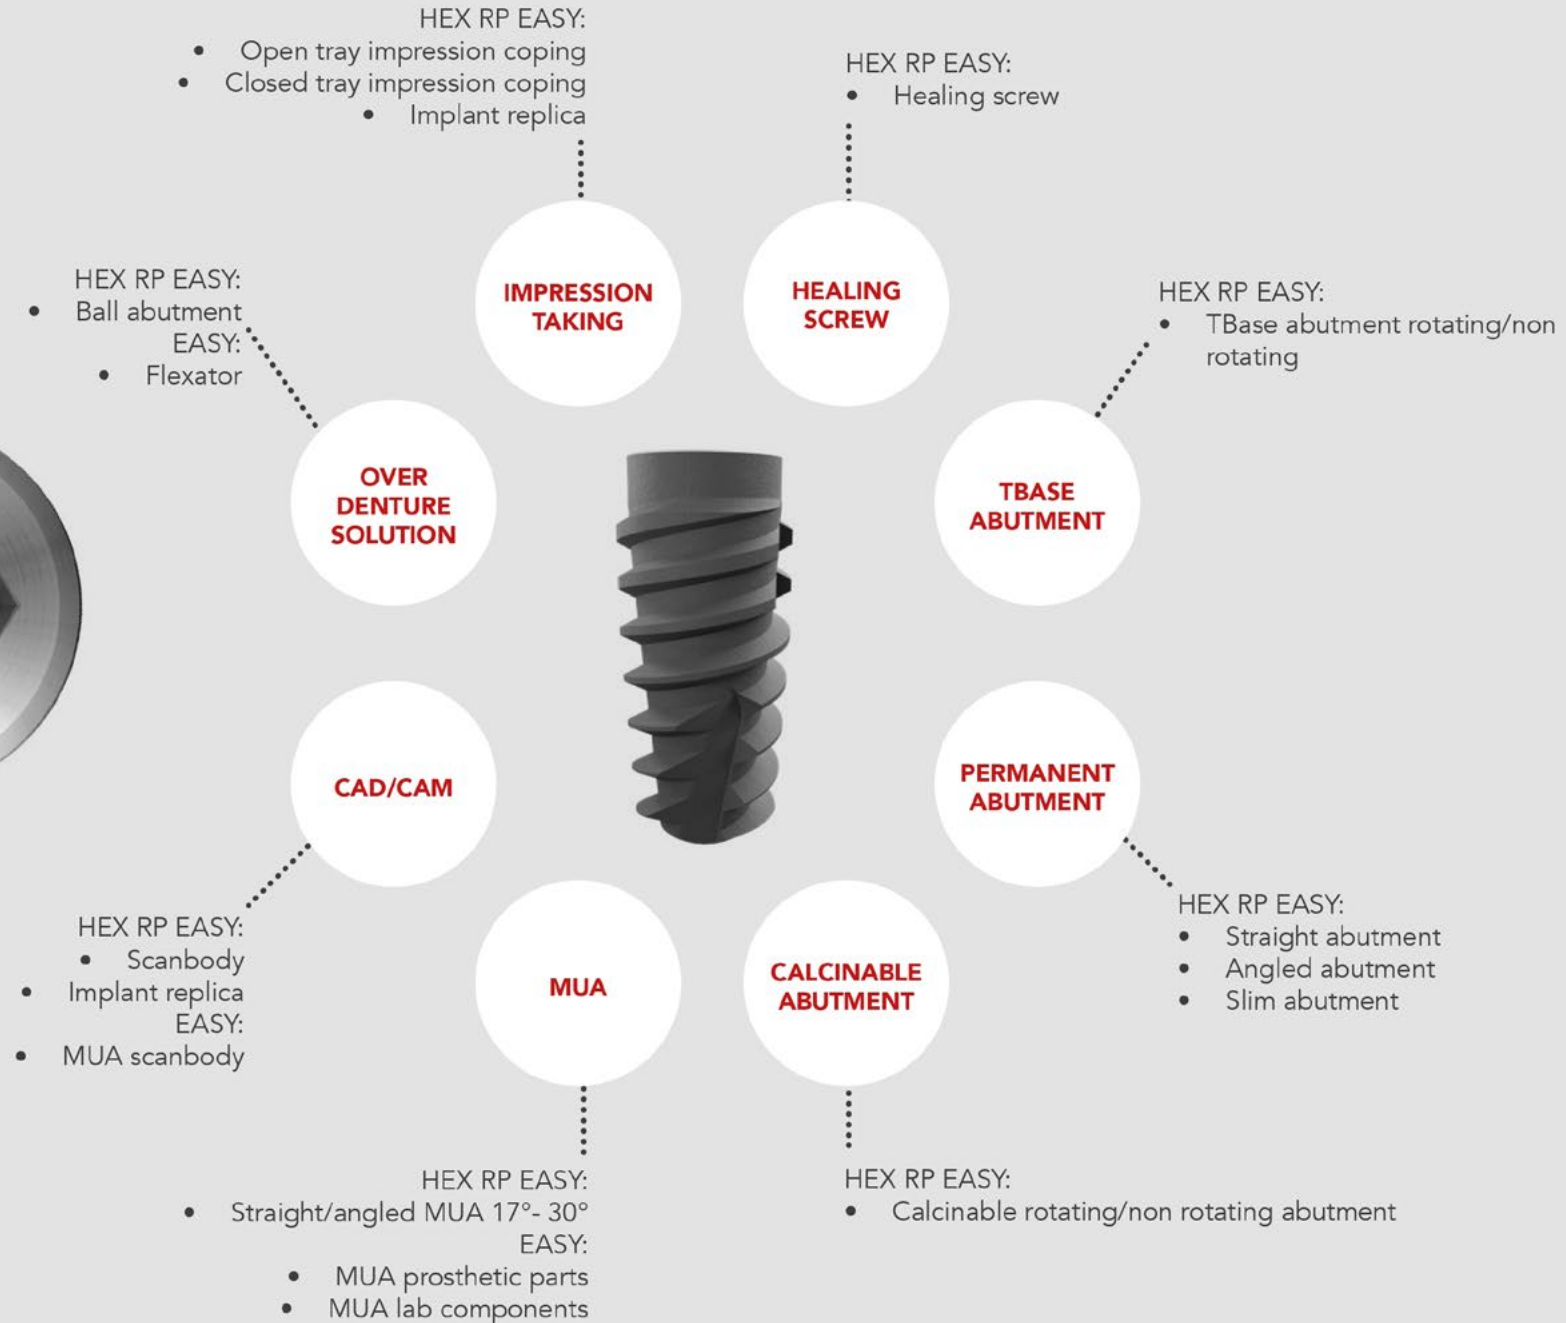 HEX RP EASY:
• Open tray impression coping
• Closed tray impression coping
• Implant replica
IMPRESSION
TAKING
HEX RP EASY:
• Healing screw
HEALING
SCREW
HEX RP EASY:
• TBase abutment rotating/non
rotating
TBASE
ABUTMENT
PERMANENT
ABUTMENT
HEX RP EASY:
• Straight abutment
• Angled abutment
• Slim abutment
CALCINABLE
ABUTMENT
HEX RP EASY:
• Calcinable rotating/non rotating abutment
MUA
HEX RP EASY:
• Straight/angled MUA 17°- 30°
EASY:
• MUA prosthetic parts
• MUA lab components
CAD/CAM
HEX RP EASY:
• Scanbody
• Implant replica
EASY:
• MUA scanbody
OVER
DENTURE
SOLUTION
HEX RP EASY:
• Ball abutment
EASY:
• Flexator